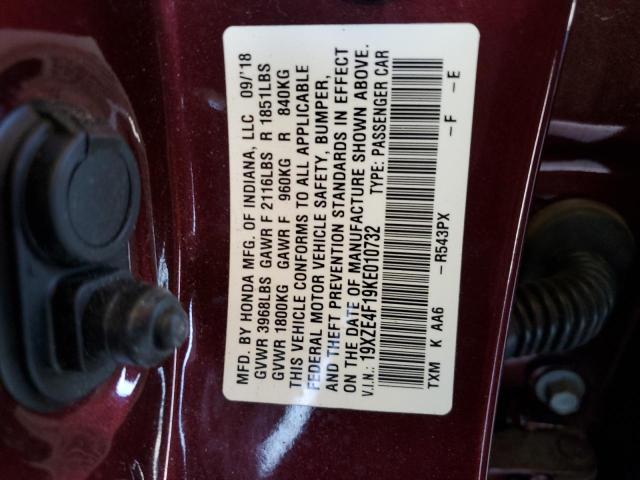 MFD. BY HONDA MFG. OF INDIANA, LLC 09/'18
GVWR 3968LBS GAWR F 2116LBS R 1851LBS
GVWR 1800KG GAWR F 960KG R 840KG
THIS VEHICLE CONFORMS TO ALL APPLICABLE
FEDERAL MOTOR VEHICLE SAFETY, BUMPER,
AND THEFT PREVENTION STANDARDS IN EFFECT
ON THE DATE OF MANUFACTURE SHOWN ABOVE.
V.I.N.: 19XZE4F19KE010732 TYPE: PASSENGER CAR
TXM K AA6 -R543PX -F -E